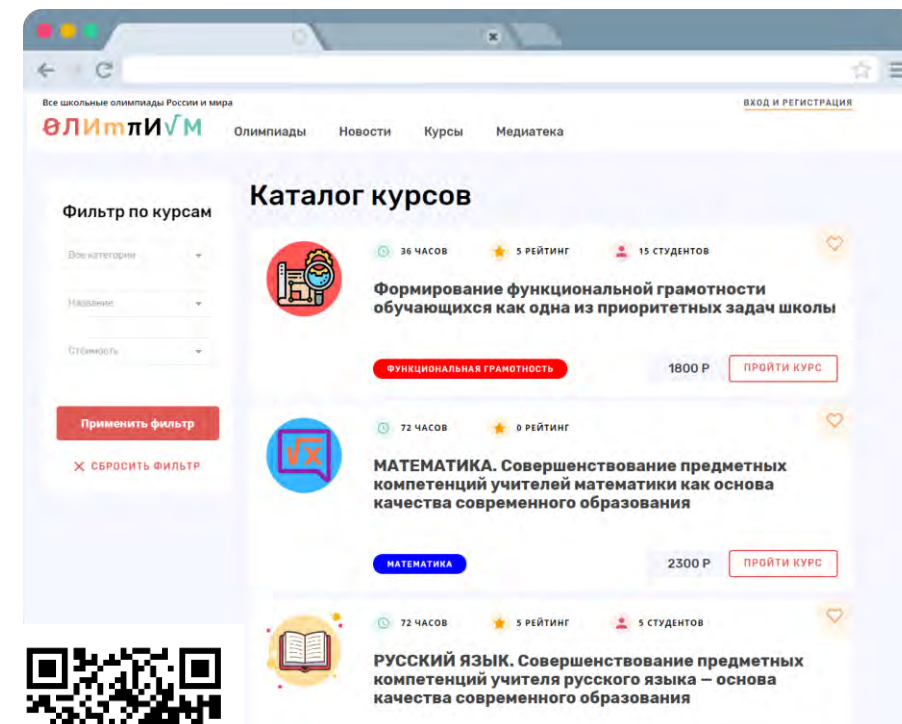 Все школьные олимпиады России и мира
ВХОД И РЕГИСТРАЦИЯ
ѲЛИтпИ√М
Олимпиады Новости Курсы Медиатека
Фильтр по курсам
Все категории
Название
Стоимость
Применить фильтр
СБРОСИТЬ ФИЛЬТР
Каталог курсов
36 ЧАСОВ 5 РЕЙТИНГ 15 СТУДЕНТОВ
Формирование функциональной грамотности
обучающихся как одна из приоритетных задач школы
ФУНКЦИОНАЛЬНАЯ ГРАМОТНОСТЬ 1800 Р ПРОЙТИ КУРС
√x
72 ЧАСОВ 0 РЕЙТИНГ
МАТЕМАТИКА. Совершенствование предметных
компетенций учителей математики как основа
качества современного образования
МАТЕМАТИКА 2300 Р ПРОЙТИ КУРС
72 ЧАСОВ 5 РЕЙТИНГ 5 СТУДЕНТОВ
РУССКИЙ ЯЗЫК. Совершенствование предметных
компетенций учителя русского языка — основа
качества современного образования